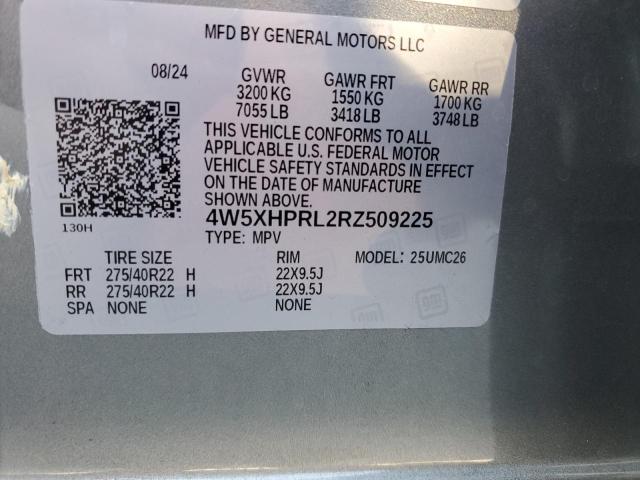 MFD BY GENERAL MOTORS LLC
08/24 GVWR GAWR FRT GAWR RR
3200 KG 1550 KG 1700 KG
7055 LB 3418 LB 3748 LB
THIS VEHICLE CONFORMS TO ALL
APPLICABLE U.S. FEDERAL MOTOR
VEHICLE SAFETY STANDARDS IN EFFECT
ON THE DATE OF MANUFACTURE
SHOWN ABOVE
4W5XHPRL2RZ509225
130H
TYPE: MPV
TIRE SIZE RIM MODEL: 25UMC26
FRT 275/40R22 H 22X9.5J
RR 275/40R22 H 22X9.5J
SPA NONE NONE